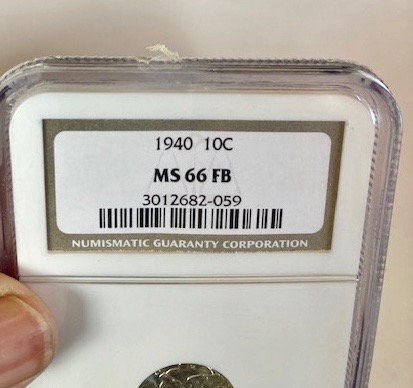 1940 10C
MS 66 FB
3012682-059
NUMISMATIC GUARANTY CORPORATION